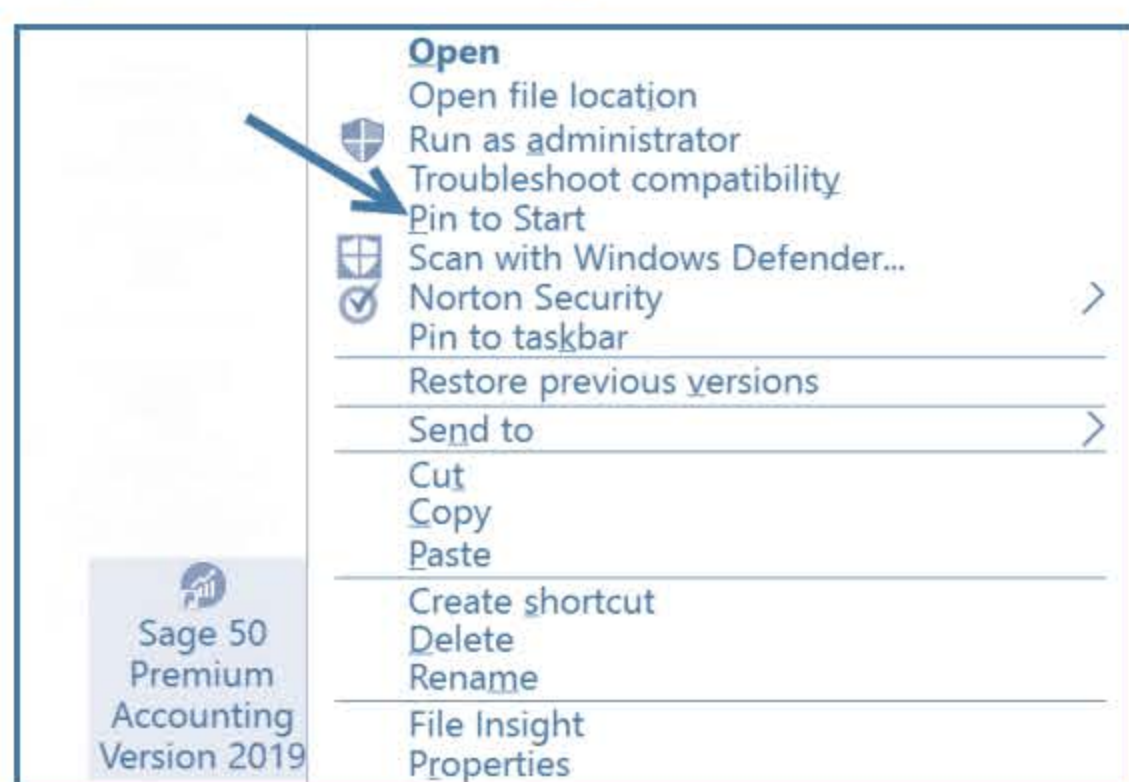 Open
Open file location
Run as administrator
Troubleshoot compatibility
Pin to Start
Scan with Windows Defender...
Norton Security
Pin to taskbar
Restore previous versions
Send to
Cut
Copy
Paste
Create shortcut
Delete
Rename
File Insight
Properties
Sage 50
Premium
Accounting
Version 2019